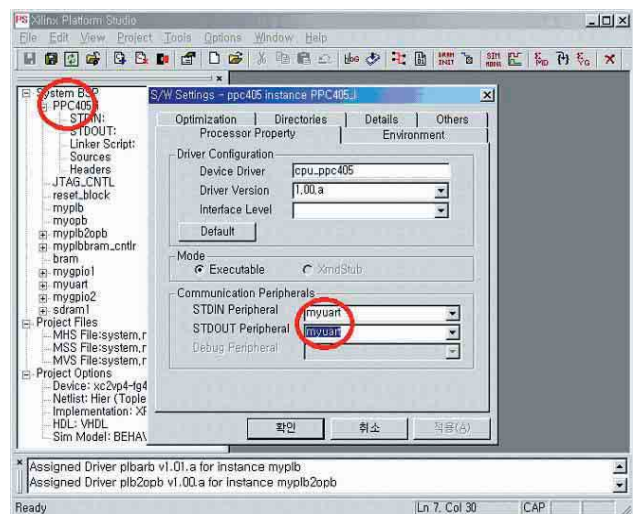 Xilinx Platform Studio
File Edit View Project Tools Options Window Help
System BSP
PPC405_i
STDIN:
STDOUT:
Linker Script:
Sources
Headers
JTAG_CNTL
reset_block
myplb
myopb
myplb2opb
myplbbram_cntlr
bram
mygpio1
myuart
mygpio2
sdram1
Project Files
MHS File:system,r
MSS File:system,r
MVS File:system,r
Project Options
Device: xc2vp4-fg4
Netlist: Hier (Tople
Implementation: XF
HDL: VHDL
Sim Model: BEHA
S/W Settings - ppc405 instance PPC405_i
Optimization Directories Details Others
Processor Property Environment
Driver Configuration
Device Driver cpu_ppc405
Driver Version 1,00,a
Interface Level
Default
Mode
Executable XmdStub
Communication Peripherals
STDIN Peripheral myuart
STDOUT Peripheral myuart
Debug Peripheral
확인 취소 적용(A)
Assigned Driver plbarb v1.01.a for instance myplb
Assigned Driver plb2opb v1.00.a for instance myplb2opb
Ready Ln 7, Col 30 CAP